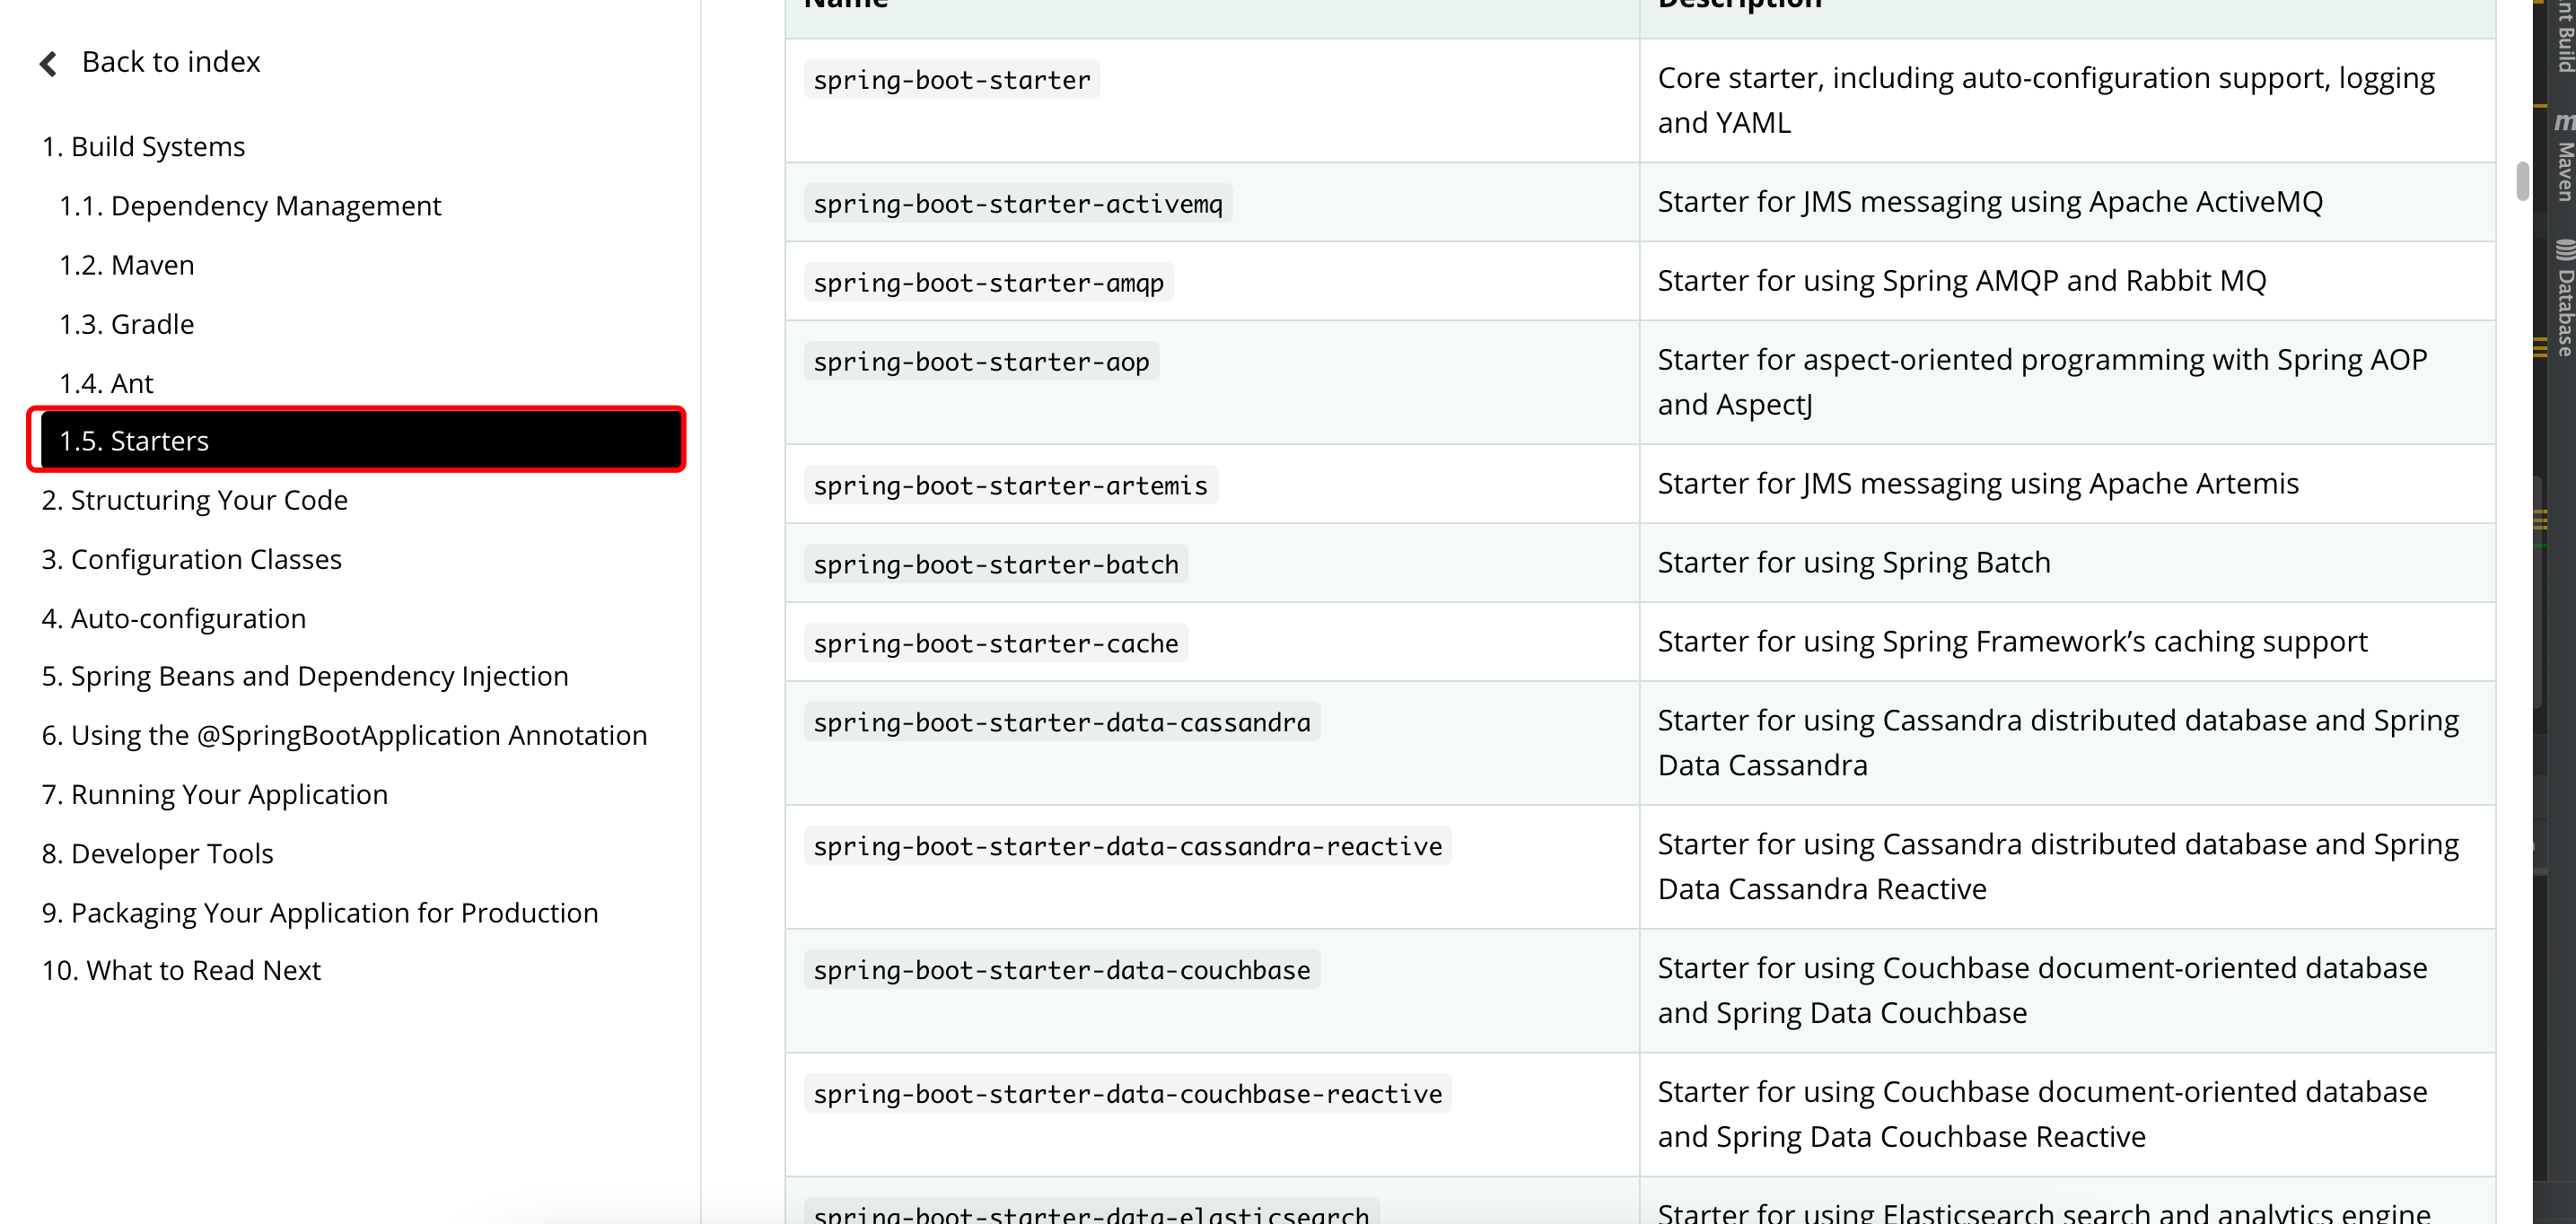 Back to index
1. Build Systems
1.1. Dependency Management
1.2. Maven
1.3. Gradle
1.4. Ant
1.5. Starters
2. Structuring Your Code
3. Configuration Classes
4. Auto-configuration
5. Spring Beans and Dependency Injection
6. Using the @SpringBootApplication Annotation
7. Running Your Application
8. Developer Tools
9. Packaging Your Application for Production
10. What to Read Next
Name
Description
spring-boot-starter
Core starter, including auto-configuration support, logging
and YAML
spring-boot-starter-activemq
Starter for JMS messaging using Apache ActiveMQ
spring-boot-starter-amqp
Starter for using Spring AMQP and Rabbit MQ
spring-boot-starter-aop
Starter for aspect-oriented programming with Spring AOP
and AspectJ
spring-boot-starter-artemis
Starter for JMS messaging using Apache Artemis
spring-boot-starter-batch
Starter for using Spring Batch
spring-boot-starter-cache
Starter for using Spring Framework’s caching support
spring-boot-starter-data-cassandra
Starter for using Cassandra distributed database and Spring
Data Cassandra
spring-boot-starter-data-cassandra-reactive
Starter for using Cassandra distributed database and Spring
Data Cassandra Reactive
spring-boot-starter-data-couchbase
Starter for using Couchbase document-oriented database
and Spring Data Couchbase
spring-boot-starter-data-couchbase-reactive
Starter for using Couchbase document-oriented database
and Spring Data Couchbase Reactive
spring-boot-starter-data-elasticsearch
Starter for using Elasticsearch search and analytics engine
nt Build
m Maven
Database